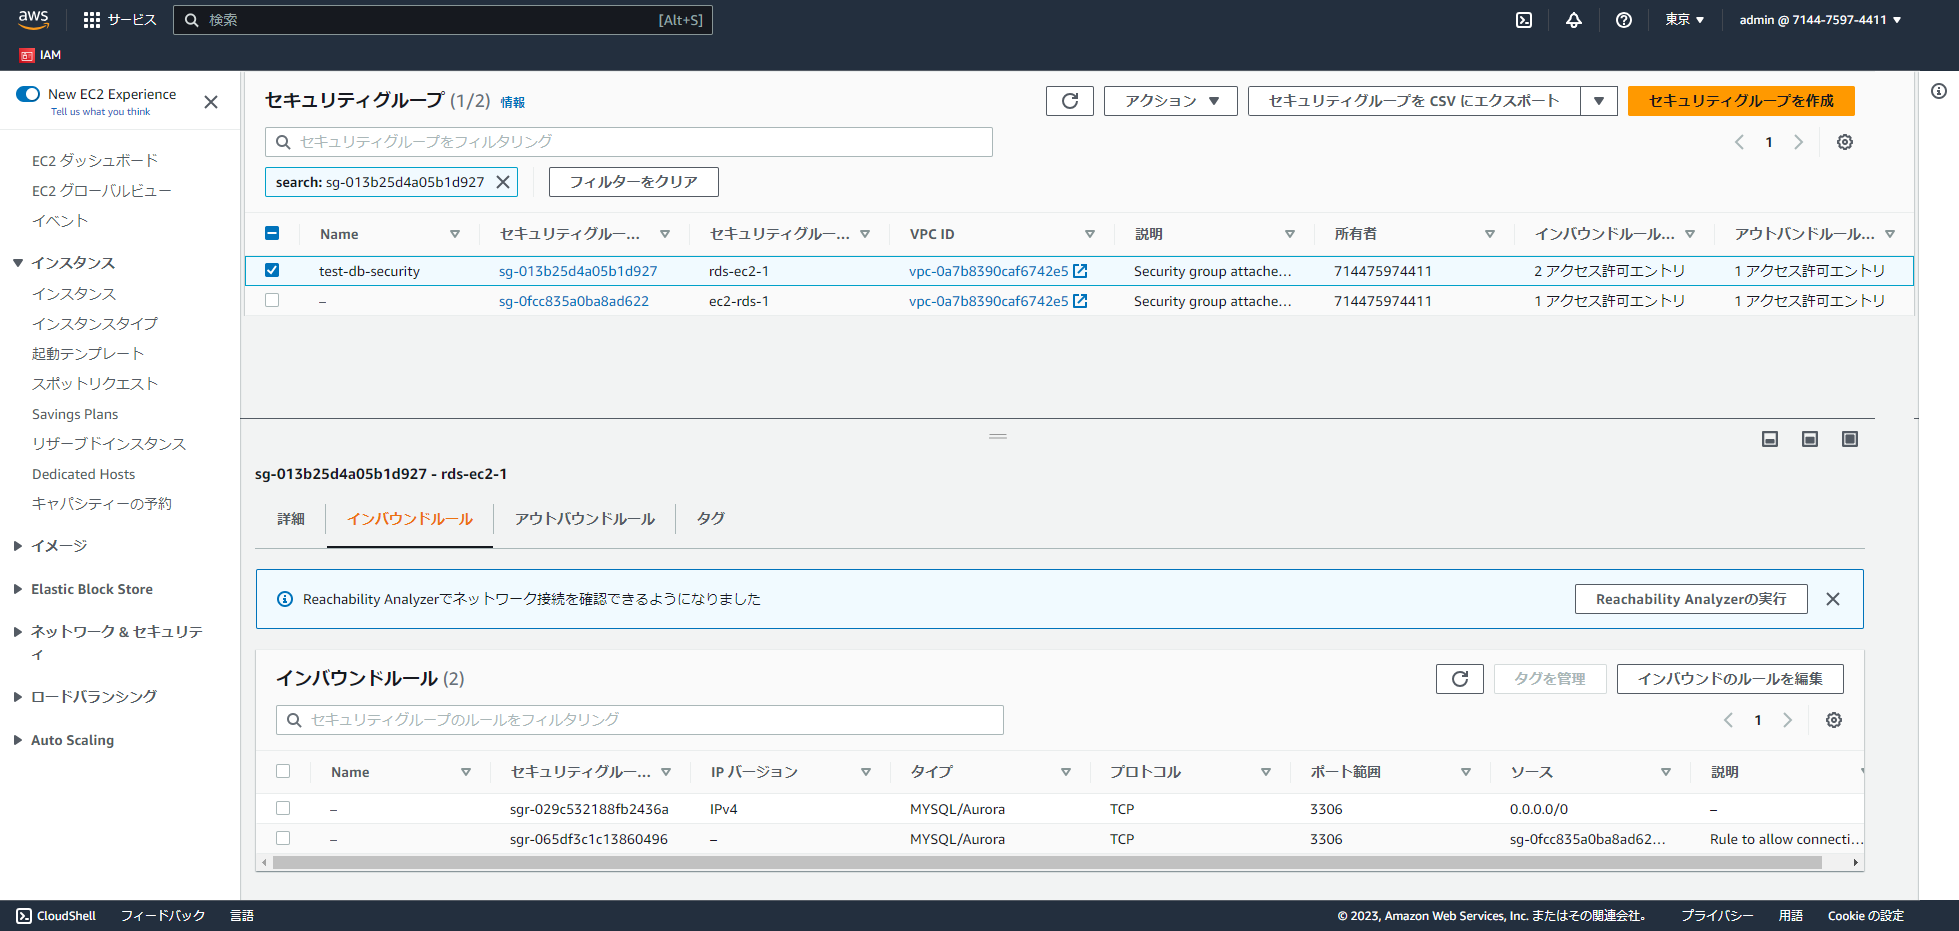 aws サービス 検索 [Alt+S] 東京 admin @ 7144-7597-4411
IAM
New EC2 Experience
Tell us what you think
EC2 ダッシュボード
EC2 グローバルビュー
イベント
インスタンス
インスタンス
インスタンスタイプ
起動テンプレート
スポットリクエスト
Savings Plans
リザーブドインスタンス
Dedicated Hosts
キャパシティーの予約
イメージ
Elastic Block Store
ネットワーク & セキュリテ
ィ
ロードバランシング
Auto Scaling
セキュリティグループ (1/2) 情報 アクション セキュリティグループを CSV にエクスポート セキュリティグループを作成
セキュリティグループをフィルタリング 1
search: sg-013b25d4a05b1d927 フィルターをクリア
Name セキュリティグルー... セキュリティグルー... VPC ID 説明 所有者 インバウンドルール... アウトバンドルール...
test-db-security sg-013b25d4a05b1d927 rds-ec2-1 vpc-0a7b8390caf6742e5 Security group attache... 714475974411 2 アクセス許可エントリ 1 アクセス許可エントリ
– sg-0fcc835a0ba8ad622 ec2-rds-1 vpc-0a7b8390caf6742e5 Security group attache... 714475974411 1 アクセス許可エントリ 1 アクセス許可エントリ
sg-013b25d4a05b1d927 - rds-ec2-1
詳細 インバウンドルール アウトバウンドルール タグ
Reachability Analyzerでネットワーク接続を確認できるようになりました Reachability Analyzerの実行
インバウンドルール (2) タグを管理 インバウンドのルールを編集
セキュリティグループのルールをフィルタリング 1
Name セキュリティグルー... IP バージョン タイプ プロトコル ポート範囲 ソース 説明
– sgr-029c532188fb2436a IPv4 MYSQL/Aurora TCP 3306 0.0.0.0/0 –
– sgr-065df3c1c13860496 – MYSQL/Aurora TCP 3306 sg-0fcc835a0ba8ad62... Rule to allow connecti...
CloudShell フィードバック 言語 © 2023, Amazon Web Services, Inc. またはその関連会社。 プライバシー 用語 Cookie の設定